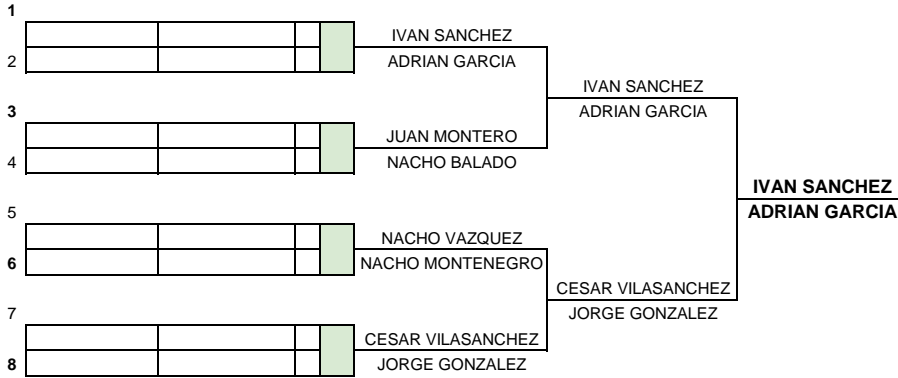 1
IVAN SANCHEZ
2
ADRIAN GARCIA
IVAN SANCHEZ
3
ADRIAN GARCIA
JUAN MONTERO
4
NACHO BALADO
IVAN SANCHEZ
5
ADRIAN GARCIA
NACHO VAZQUEZ
6
NACHO MONTENEGRO
CESAR VILASANCHEZ
7
JORGE GONZALEZ
CESAR VILASANCHEZ
8
JORGE GONZALEZ